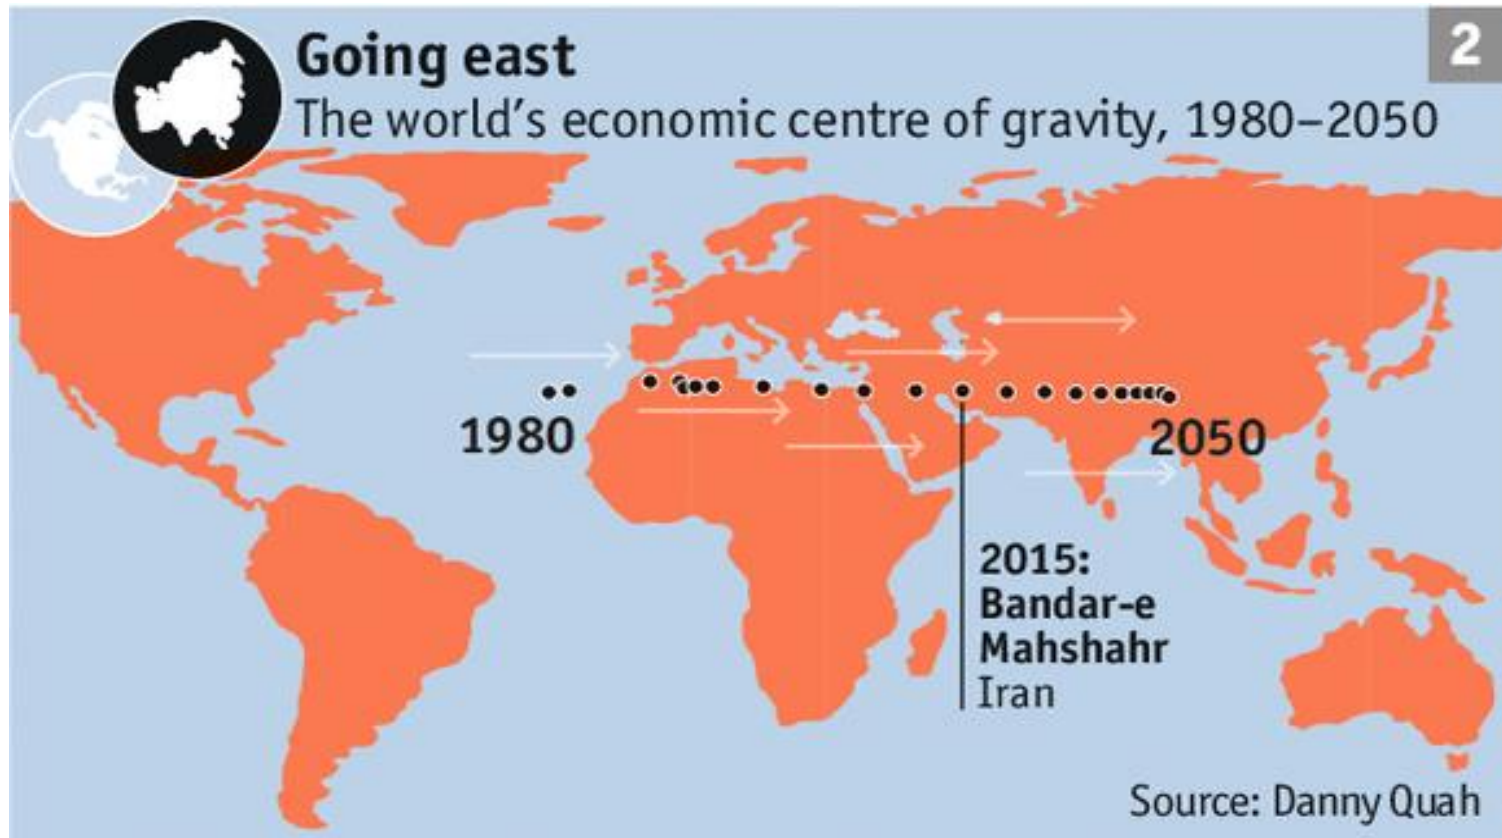 Going east
2
The world's economic centre of gravity, 1980–2050
1980
2050
2015:
Bandar-e
Mahshahr
Iran
Source: Danny Quah